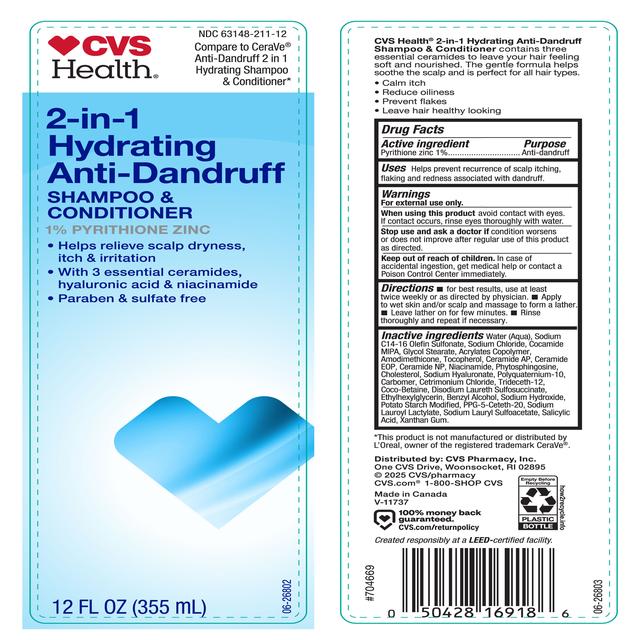 CVS
Health®
NDC 63148-211-12
Compare to CeraVe®
Anti-Dandruff 2 in 1
Hydrating Shampoo
& Conditioner*
2-in-1
Hydrating
Anti-Dandruff
SHAMPOO &
CONDITIONER
1% PYRITHIONE ZINC
• Helps relieve scalp dryness,
itch & irritation
• With 3 essential ceramides,
hyaluronic acid & niacinamide
• Paraben & sulfate free
12 FL OZ (355 mL)
06-26802
CVS Health® 2-in-1 Hydrating Anti-Dandruff
Shampoo & Conditioner contains three
essential ceramides to leave your hair feeling
soft and nourished. The gentle formula helps
soothe the scalp and is perfect for all hair types.
• Calm itch
• Reduce oiliness
• Prevent flakes
• Leave hair healthy looking
Drug Facts
Active ingredient Purpose
Pyrithione zinc 1%........................Anti-dandruff
Uses Helps prevent recurrence of scalp itching,
flaking and redness associated with dandruff.
Warnings
For external use only.
When using this product avoid contact with eyes.
If contact occurs, rinse eyes thoroughly with water.
Stop use and ask a doctor if condition worsens
or does not improve after regular use of this product
as directed.
Keep out of reach of children. In case of
accidental ingestion, get medical help or contact a
Poison Control Center immediately.
Directions ■ for best results, use at least
twice weekly or as directed by physician. ■ Apply
to wet skin and/or scalp and massage to form a lather.
■ Leave lather on for few minutes. ■ Rinse
thoroughly and repeat if necessary.
Inactive ingredients Water (Aqua), Sodium
C14-16 Olefin Sulfonate, Sodium Chloride, Cocamide
MIPA, Glycol Stearate, Acrylates Copolymer,
Amodimethicone, Tocopherol, Ceramide AP, Ceramide
EOP, Ceramide NP, Niacinamide, Phytosphingosine,
Cholesterol, Sodium Hyaluronate, Polyquaternium-10,
Carbomer, Cetrimonium Chloride, Trideceth-12,
Coco-Betaine, Disodium Laureth Sulfosuccinate,
Ethylhexylglycerin, Benzyl Alcohol, Sodium Hydroxide,
Potato Starch Modified, PPG-5-Ceteth-20, Sodium
Lauroyl Lactylate, Sodium Lauryl Sulfoacetate, Salicylic
Acid, Xanthan Gum.
*This product is not manufactured or distributed by
L'Oreal, owner of the registered trademark CeraVe®.
Distributed by: CVS Pharmacy, Inc.
One CVS Drive, Woonsocket, RI 02895
© 2025 CVS/pharmacy
CVS.com® 1-800-SHOP CVS
Made in Canada
V-11737
100% money back
guaranteed.
CVS.com/returnpolicy
Empty Before
Recycling
PLASTIC
BOTTLE
how2recycle.info
Created responsibly at a LEED-certified facility.
#704669
0 50428 16918 6
06-26803